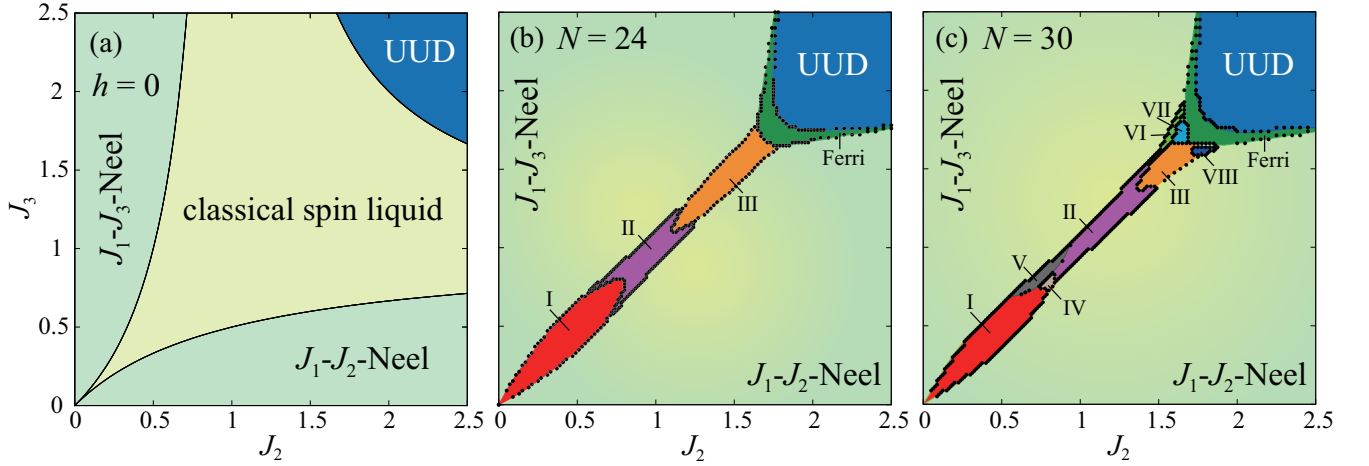 (a)
h = 0
UUD
J1-J3-Neel
classical spin liquid
J1-J2-Neel
J3
2.5
2
1.5
1
0.5
0
0 0.5 1 1.5 2 2.5
J2
(b) N = 24
UUD
J1-J3-Neel
Ferri
III
II
I
J1-J2-Neel
0 0.5 1 1.5 2 2.5
J2
(c) N = 30
UUD
J1-J3-Neel
VII
VI
Ferri
VIII
III
II
V
I
IV
J1-J2-Neel
0 0.5 1 1.5 2 2.5
J2